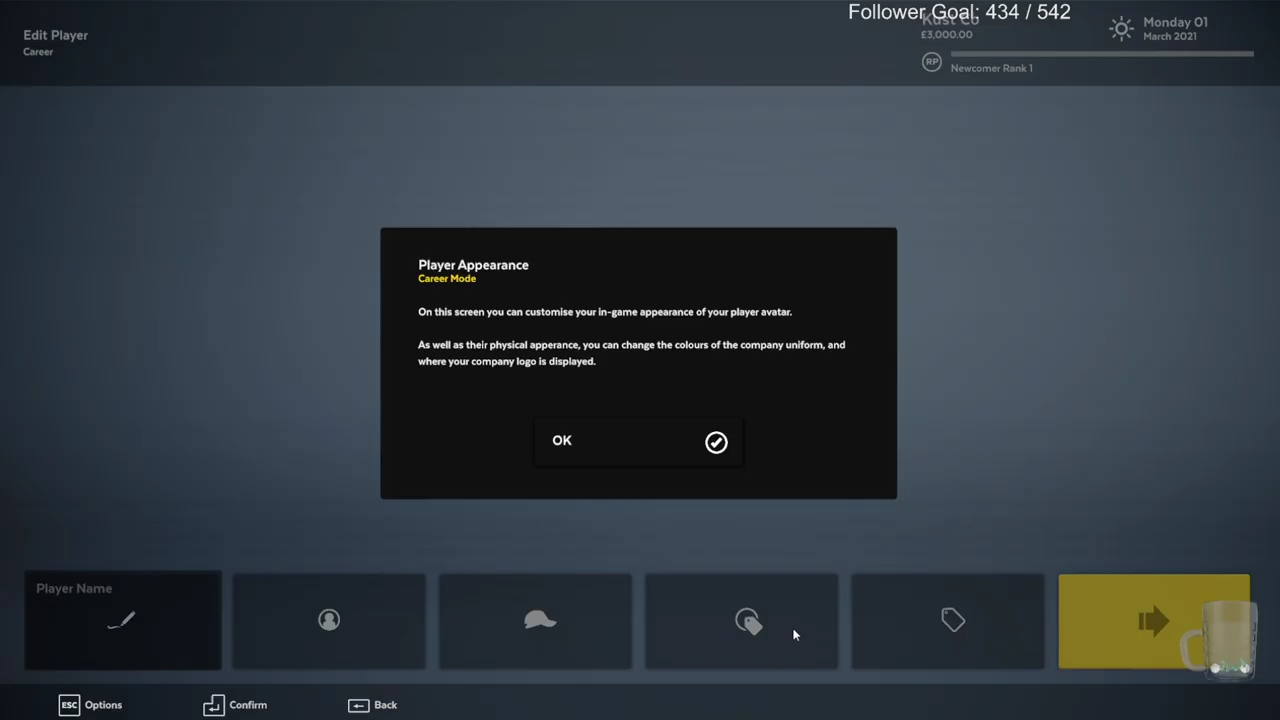 Follower Goal: 434 / 542
Edit Player
Career
Kust Co
£3,000.00
Monday 01
March 2021
RP
Newcomer Rank 1
Player Appearance
Career Mode
On this screen you can customise your in-game appearance of your player avatar.
As well as their physical apperance, you can change the colours of the company uniform, and
where your company logo is displayed.
OK
Player Name
ESC Options
Confirm
Back